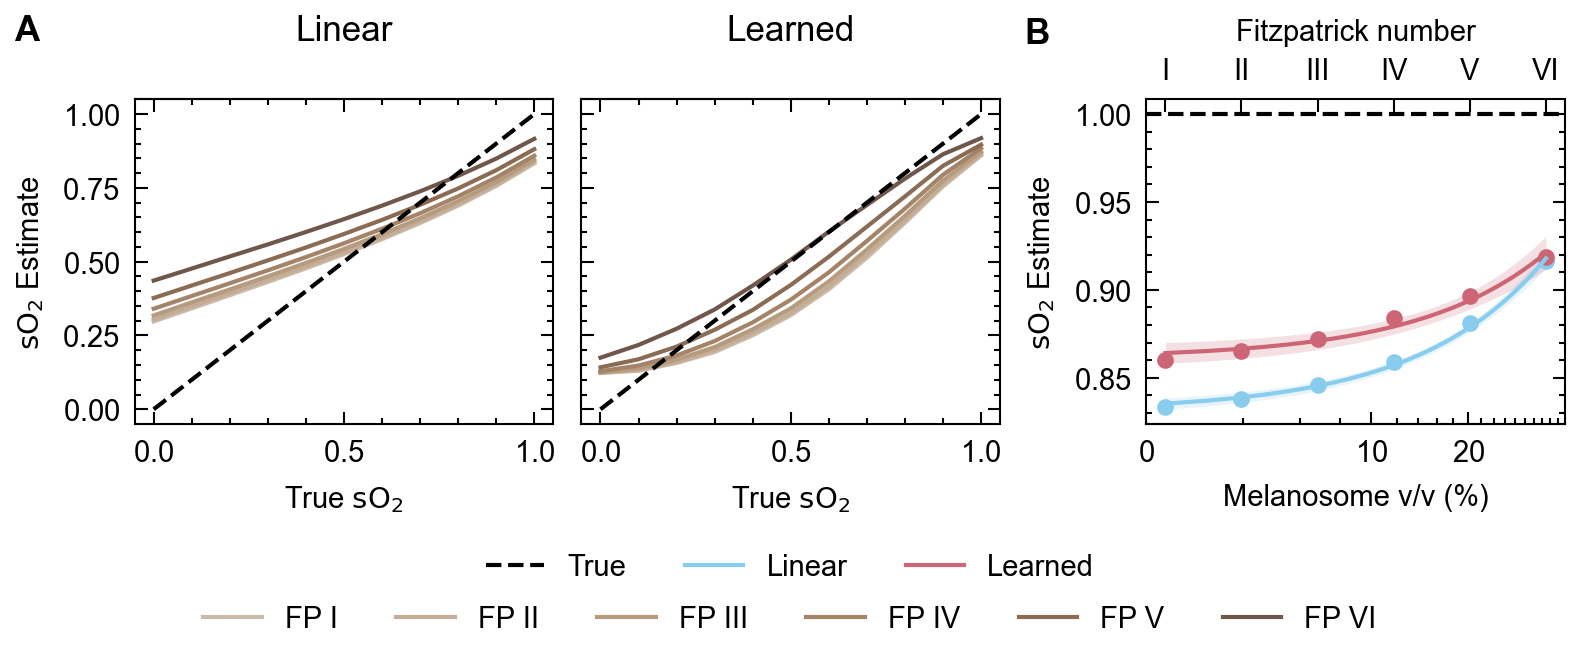 A
Linear
Learned
B
Fitzpatrick number
I II III IV V VI
sO₂ Estimate
1.00
0.75
0.50
0.25
0.00
0.0 0.5 1.0
True sO₂
0.0 0.5 1.0
True sO₂
sO₂ Estimate
1.00
0.95
0.90
0.85
0 10 20
Melanosome v/v (%)
True Linear Learned
FP I FP II FP III FP IV FP V FP VI